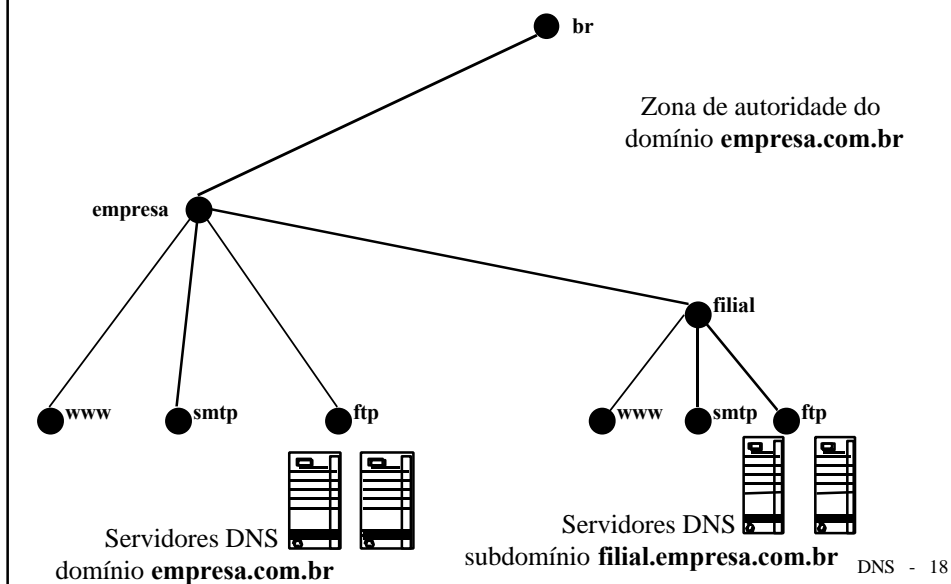 br
Zona de autoridade do
domínio empresa.com.br
empresa
filial
www
smtp
ftp
www
smtp
ftp
Servidores DNS
domínio empresa.com.br
Servidores DNS
subdomínio filial.empresa.com.br
DNS - 18